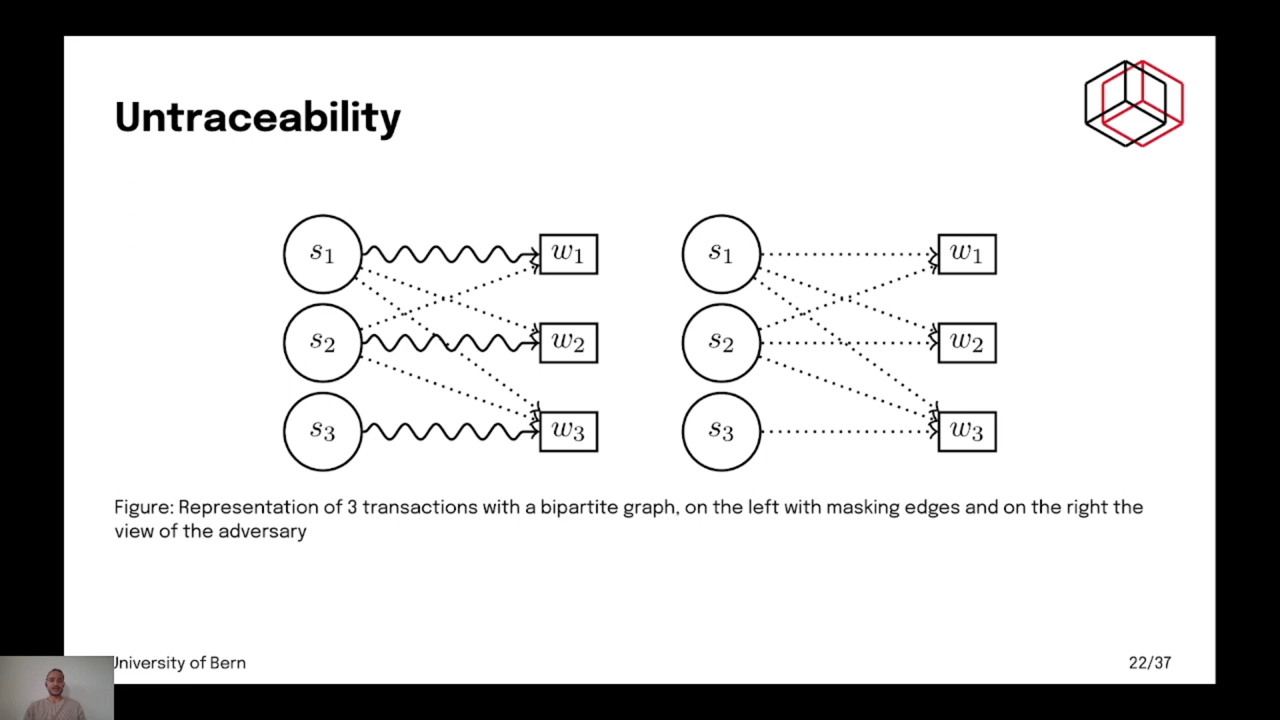 Untraceability
s1 w1 s1 w1
s2 w2 s2 w2
s3 w3 s3 w3
Figure: Representation of 3 transactions with a bipartite graph, on the left with masking edges and on the right the
view of the adversary
University of Bern 22/37